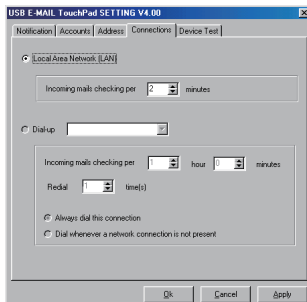 USB E-MAIL TouchPad SETTING V4.00
Notification Accounts Address Connections Device Test
Local Area Network (LAN)
Incoming mails checking per 2 minutes
Dial-up
Incoming mails checking per 1 hour 0 minutes
Redial 1 time(s)
Always dial this connection
Dial whenever a network connection is not present
Ok Cancel Apply